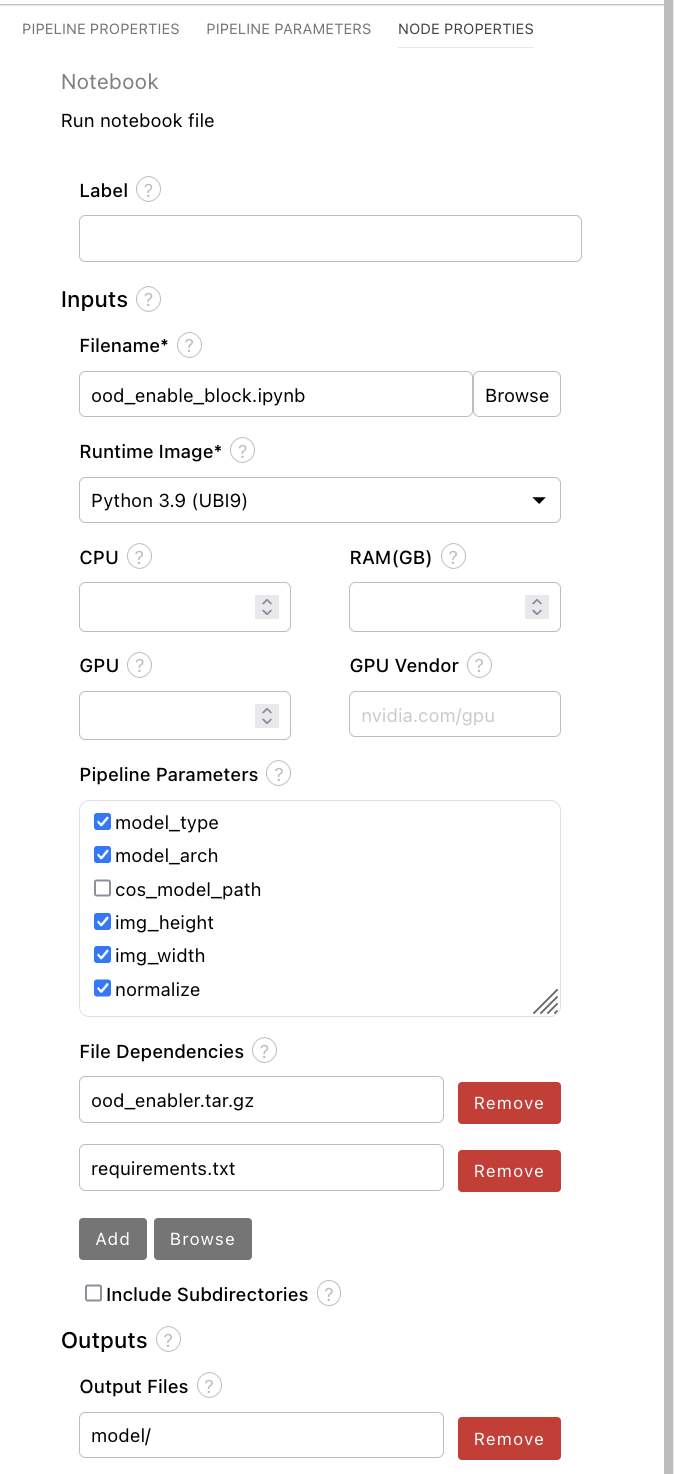 PIPELINE PROPERTIES PIPELINE PARAMETERS NODE PROPERTIES
Notebook
Run notebook file
Label ?
Inputs ?
Filename* ?
ood_enable_block.ipynb Browse
Runtime Image* ?
Python 3.9 (UBI9)
CPU ? RAM(GB) ?
GPU ? GPU Vendor ?
nvidia.com/gpu
Pipeline Parameters ?
model_type
model_arch
cos_model_path
img_height
img_width
normalize
File Dependencies ?
ood_enabler.tar.gz Remove
requirements.txt Remove
Add Browse
Include Subdirectories ?
Outputs ?
Output Files ?
model/ Remove